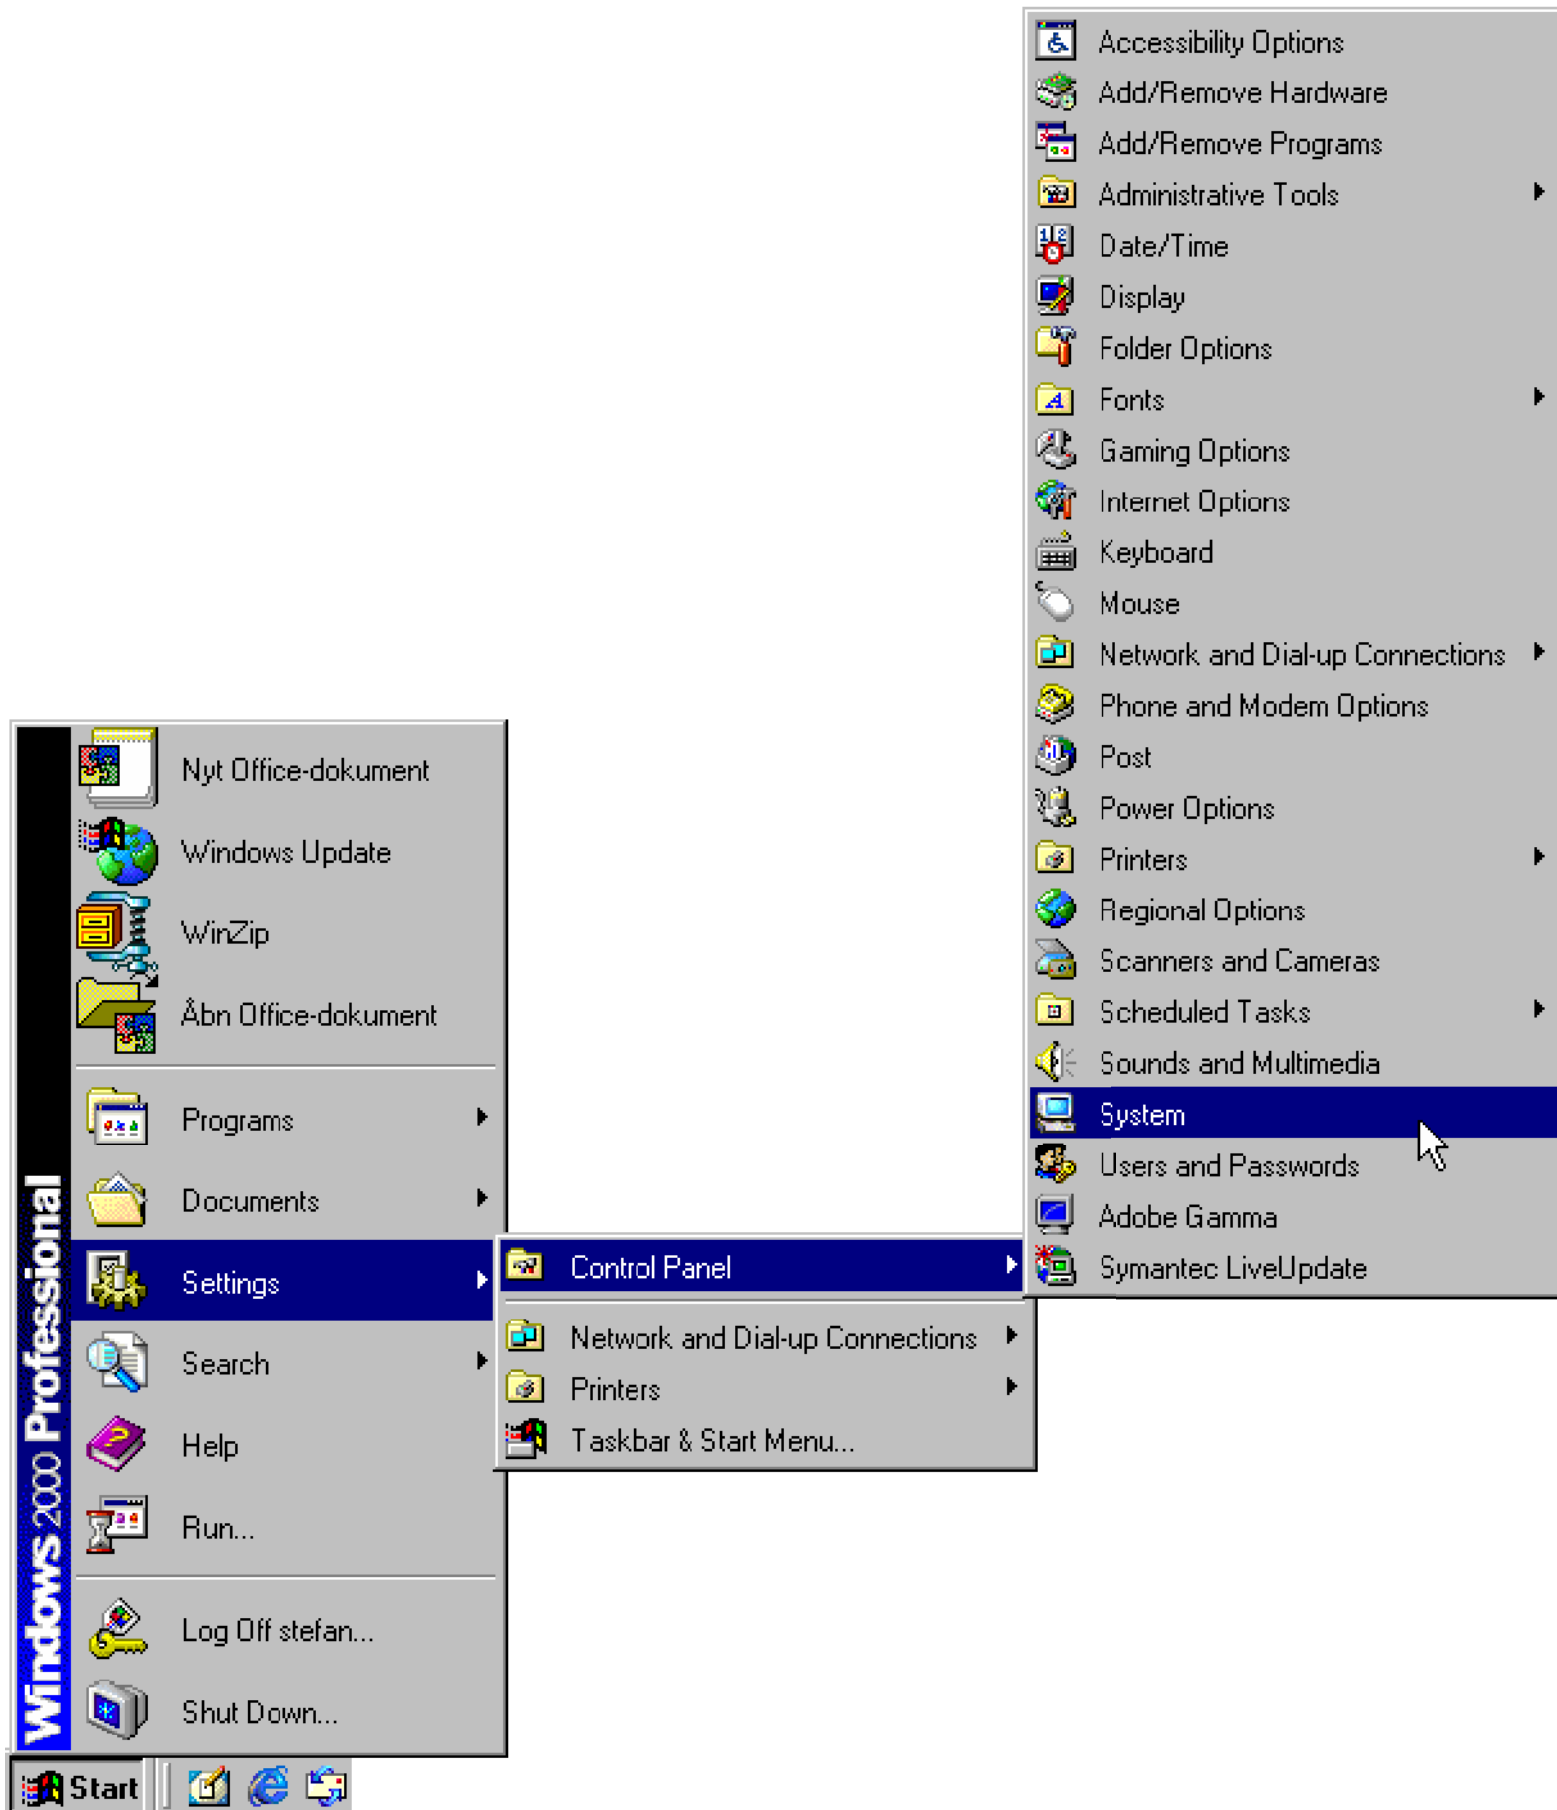 Accessibility Options
Add/Remove Hardware
Add/Remove Programs
Administrative Tools
Date/Time
Display
Folder Options
Fonts
Gaming Options
Internet Options
Keyboard
Mouse
Network and Dial-up Connections
Phone and Modem Options
Post
Power Options
Printers
Regional Options
Scanners and Cameras
Scheduled Tasks
Sounds and Multimedia
System
Users and Passwords
Adobe Gamma
Symantec LiveUpdate
Nyt Office-dokument
Windows Update
WinZip
Åbn Office-dokument
Programs
Documents
Settings
Search
Help
Run...
Log Off stefan...
Shut Down...
Windows 2000 Professional
Control Panel
Network and Dial-up Connections
Printers
Taskbar & Start Menu...
Start